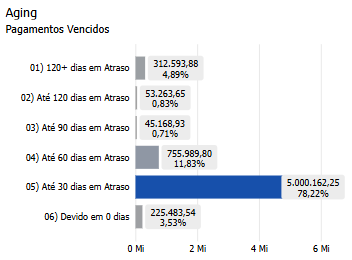 Aging
Pagamentos Vencidos
01) 120+ dias em Atraso
312.593,88
4,89%
02) Até 120 dias em Atraso
53.263,65
0,83%
03) Até 90 dias em Atraso
45.168,93
0,71%
04) Até 60 dias em Atraso
755.989,80
11,83%
05) Até 30 dias em Atraso
5.000.162,25
78,22%
06) Devido em 0 dias
225.483,54
3,53%
0 Mi
2 Mi
4 Mi
6 Mi